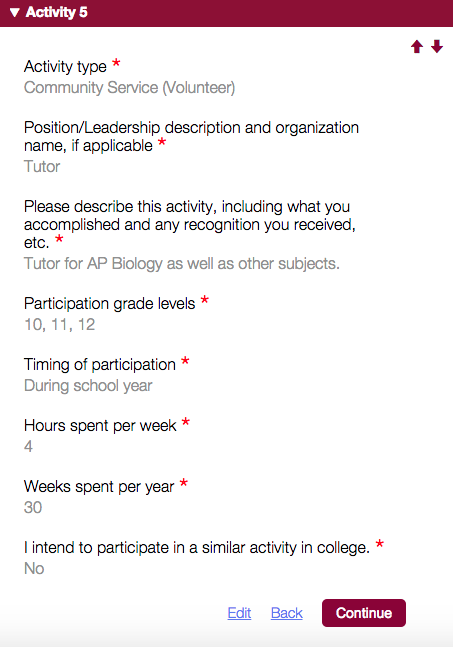 ▼ Activity 5
Activity type *
Community Service (Volunteer)
Position/Leadership description and organization
name, if applicable *
Tutor
Please describe this activity, including what you
accomplished and any recognition you received,
etc. *
Tutor for AP Biology as well as other subjects.
Participation grade levels *
10, 11, 12
Timing of participation *
During school year
Hours spent per week *
4
Weeks spent per year *
30
I intend to participate in a similar activity in college. *
No
Edit Back Continue